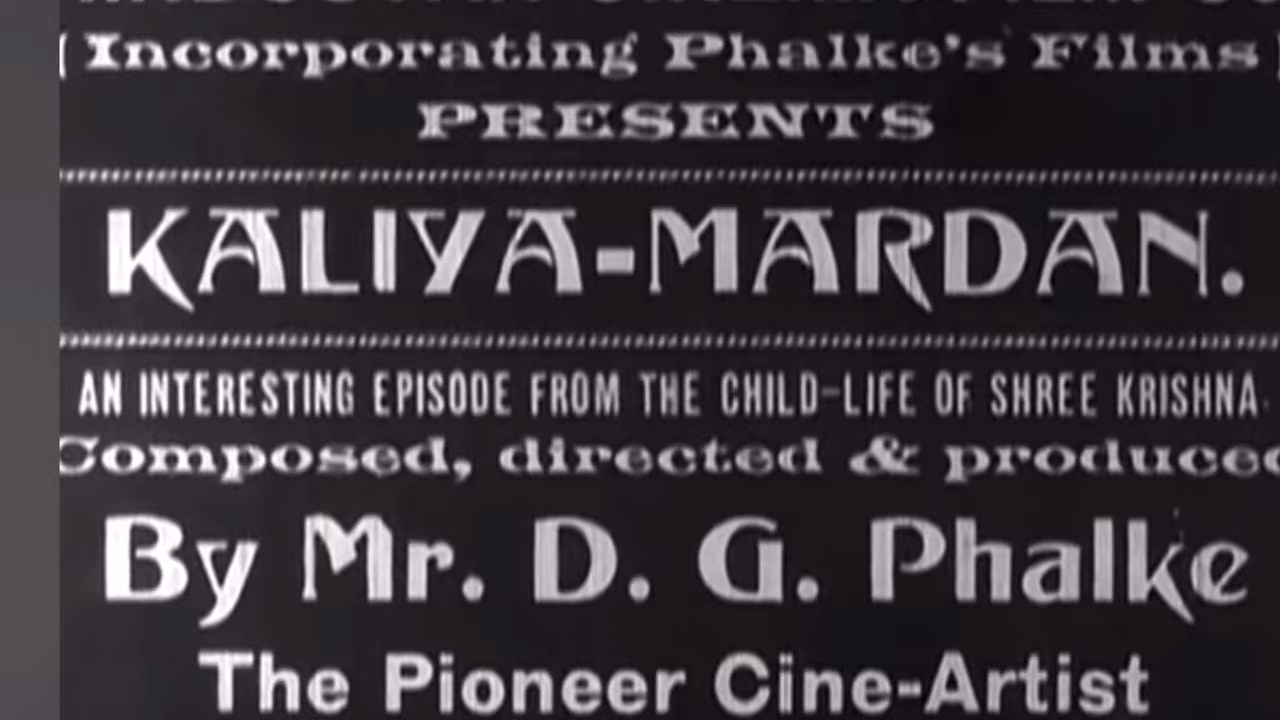 (Incorporating Phalke's Films
PRESENTS
KALIYA-MARDAN.
AN INTERESTING EPISODE FROM THE CHILD-LIFE OF SHREE KRISHNA.
Composed, directed & produced
By Mr. D. G. Phalke
The Pioneer Cine-Artist